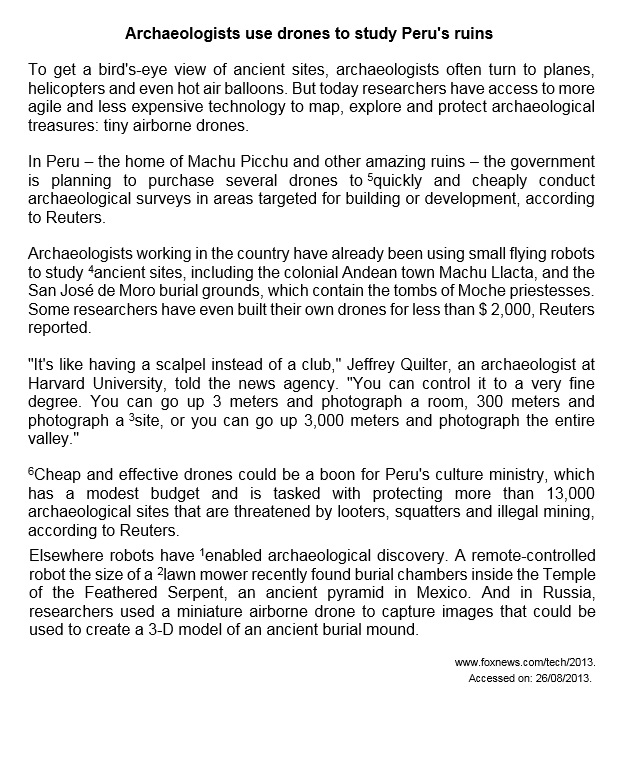 Archaeologists use drones to study Peru's ruins
To get a bird's-eye view of ancient sites, archaeologists often turn to planes,
helicopters and even hot air balloons. But today researchers have access to more
agile and less expensive technology to map, explore and protect archaeological
treasures: tiny airborne drones.
In Peru – the home of Machu Picchu and other amazing ruins – the government
is planning to purchase several drones to ⁵quickly and cheaply conduct
archaeological surveys in areas targeted for building or development, according
to Reuters.
Archaeologists working in the country have already been using small flying robots
to study ⁴ancient sites, including the colonial Andean town Machu Llacta, and the
San José de Moro burial grounds, which contain the tombs of Moche priestesses.
Some researchers have even built their own drones for less than $ 2,000, Reuters
reported.
"It's like having a scalpel instead of a club," Jeffrey Quilter, an archaeologist at
Harvard University, told the news agency. "You can control it to a very fine
degree. You can go up 3 meters and photograph a room, 300 meters and
photograph a ³site, or you can go up 3,000 meters and photograph the entire
valley."
⁶Cheap and effective drones could be a boon for Peru's culture ministry, which
has a modest budget and is tasked with protecting more than 13,000
archaeological sites that are threatened by looters, squatters and illegal mining,
according to Reuters.
Elsewhere robots have ¹enabled archaeological discovery. A remote-controlled
robot the size of a ²lawn mower recently found burial chambers inside the Temple
of the Feathered Serpent, an ancient pyramid in Mexico. And in Russia,
researchers used a miniature airborne drone to capture images that could be
used to create a 3-D model of an ancient burial mound.
www.foxnews.com/tech/2013.
Accessed on: 26/08/2013.